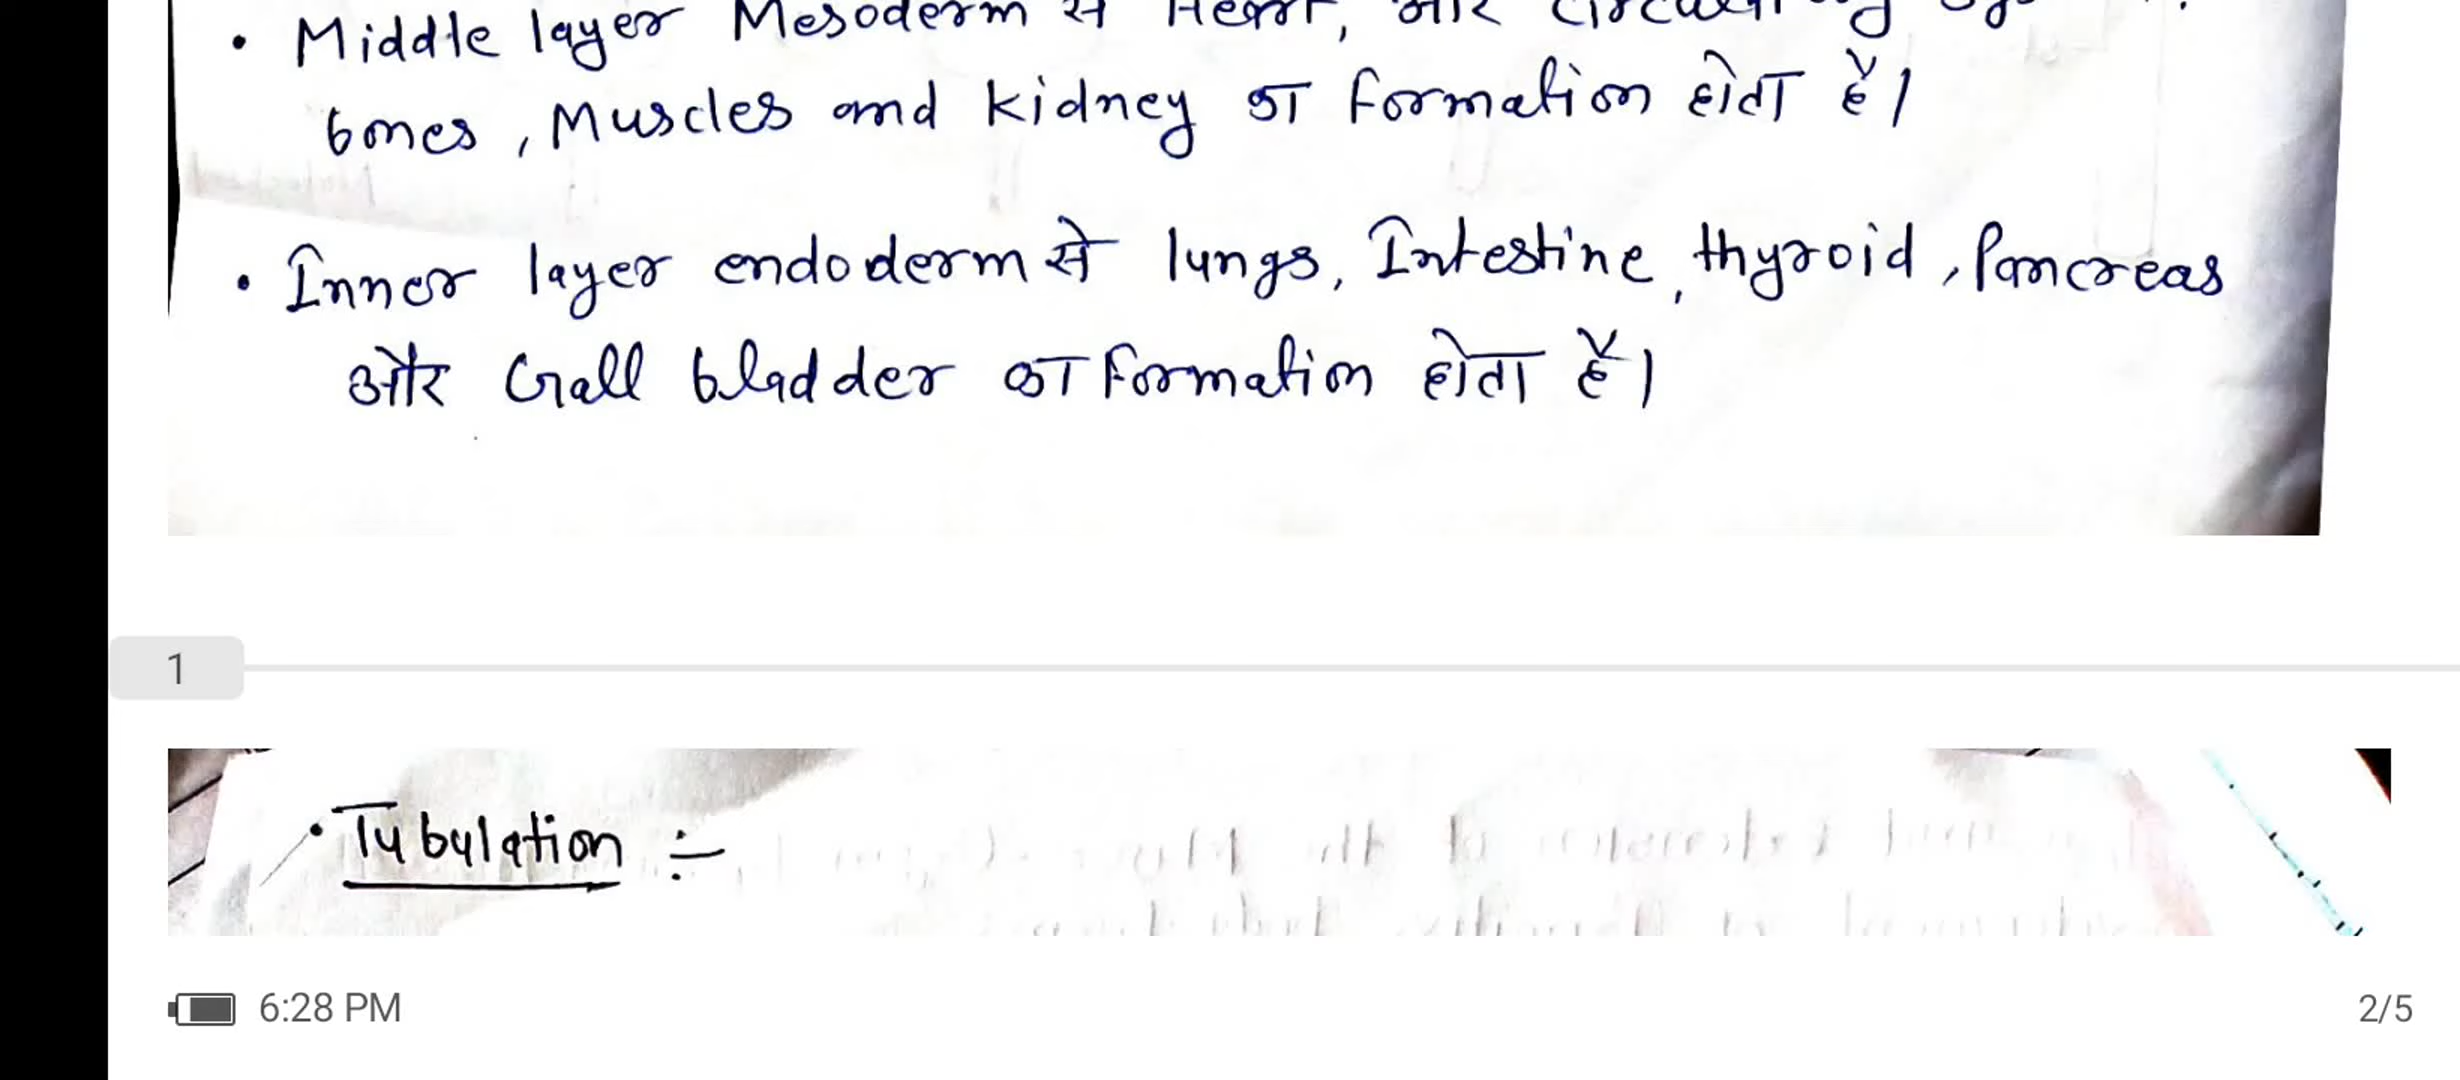 • Middle layer Mesoderm से Heart, और
bones, Muscles and kidney का formation होता है।
• Inner layer endoderm से lungs, Intestine, thyroid, Pancreas
और Gall bladder का formation होता है।
1
• Tubulation ÷
6:28 PM
2/5